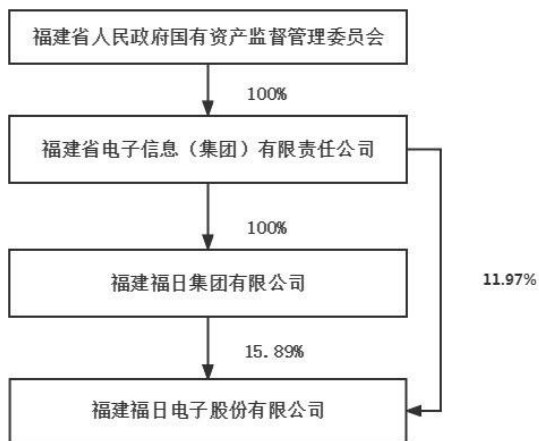 福建省人民政府国有资产监督管理委员会
100%
福建省电子信息（集团）有限责任公司
100%
福建福日集团有限公司
11.97%
15.89%
福建福日电子股份有限公司